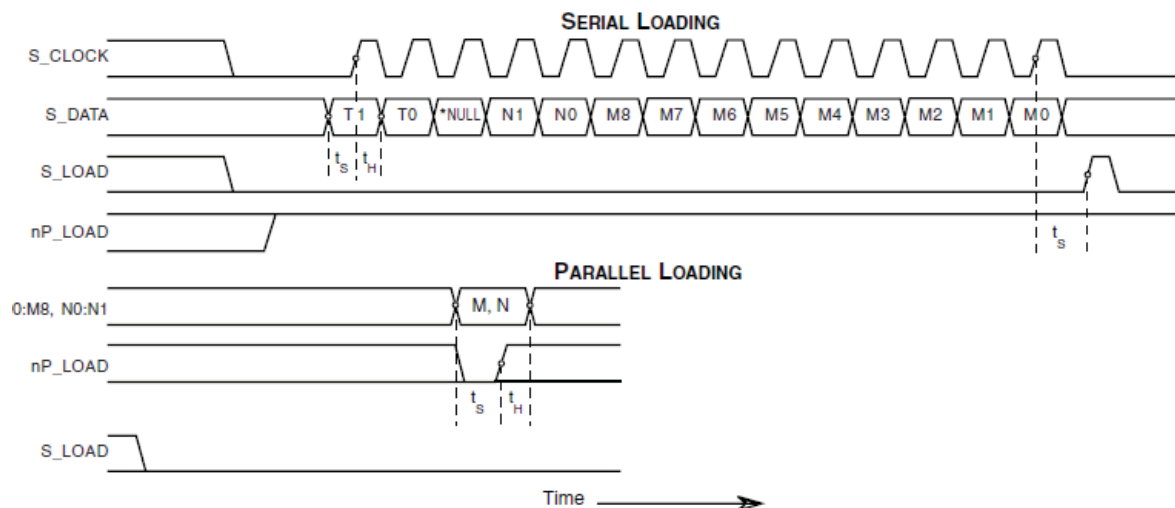 SERIAL LOADING
S_CLOCK
S_DATA T1 T0 *NULL N1 N0 M8 M7 M6 M5 M4 M3 M2 M1 M0
tS tH
S_LOAD
nP_LOAD
tS
PARALLEL LOADING
0:M8, N0:N1 M, N
nP_LOAD
tS tH
S_LOAD
Time